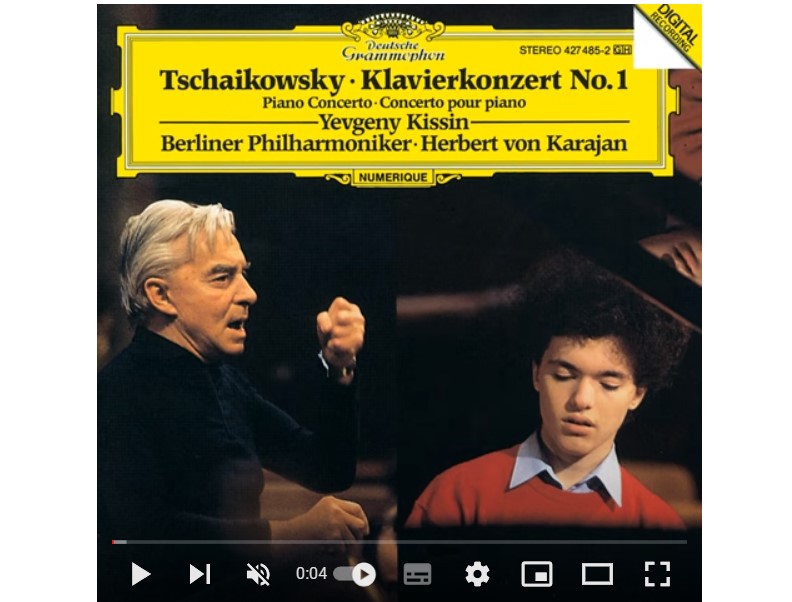 DIGITAL
RECORDING
Deutsche
Grammophon
STEREO 427 485-2 GH
Tschaikowsky · Klavierkonzert No. 1
Piano Concerto · Concerto pour piano
Yevgeny Kissin
Berliner Philharmoniker · Herbert von Karajan
NUMERIQUE
0:04